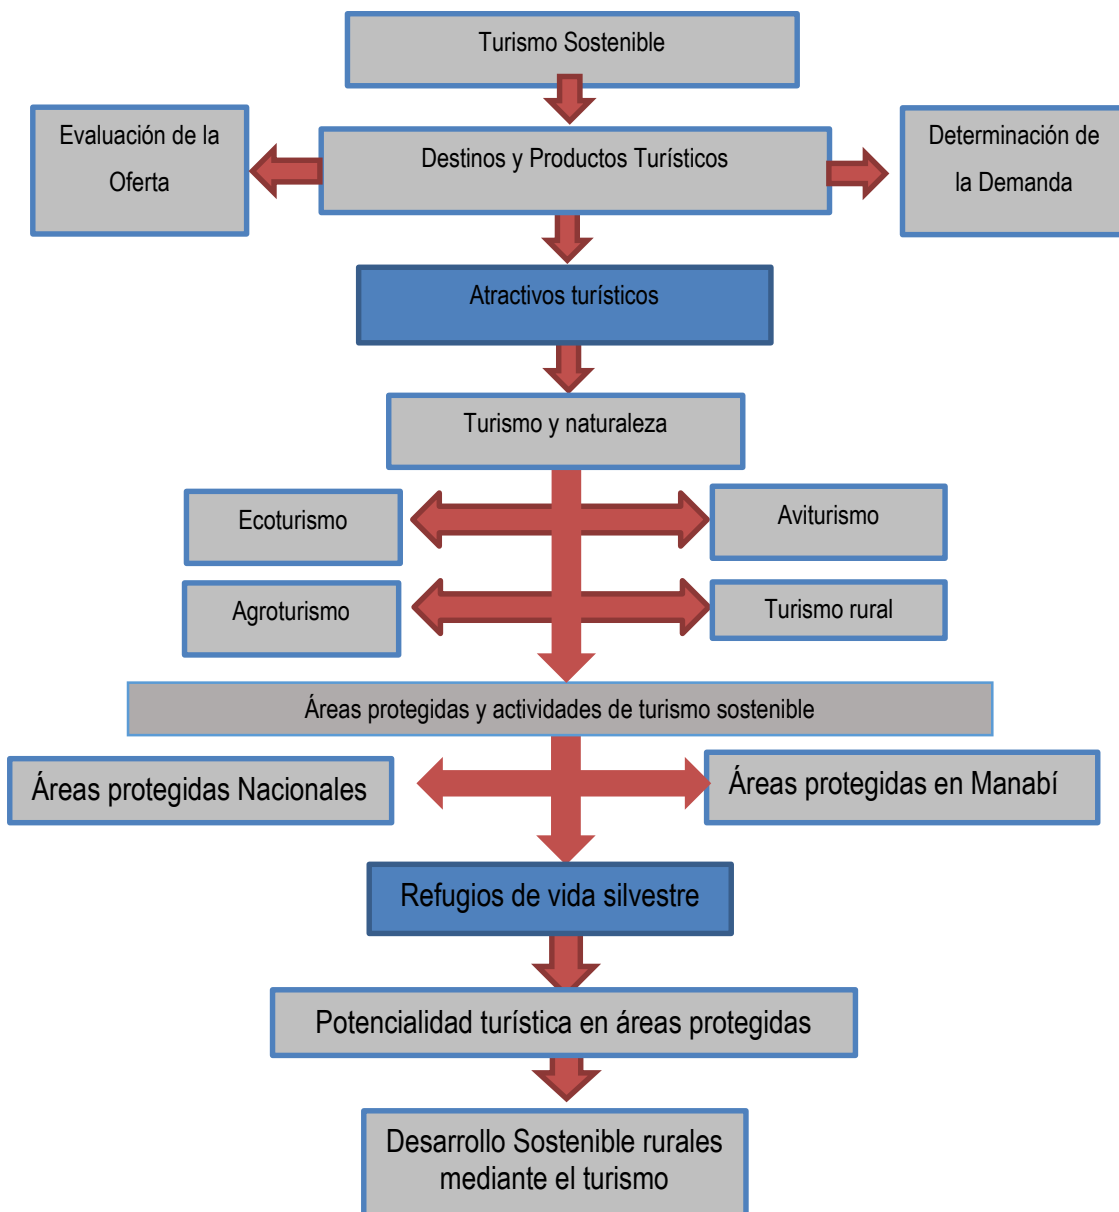 Turismo Sostenible
Evaluación de la
Oferta
Destinos y Productos Turísticos
Determinación de
la Demanda
Atractivos turísticos
Turismo y naturaleza
Ecoturismo
Aviturismo
Agroturismo
Turismo rural
Áreas protegidas y actividades de turismo sostenible
Áreas protegidas Nacionales
Áreas protegidas en Manabí
Refugios de vida silvestre
Potencialidad turística en áreas protegidas
Desarrollo Sostenible rurales
mediante el turismo